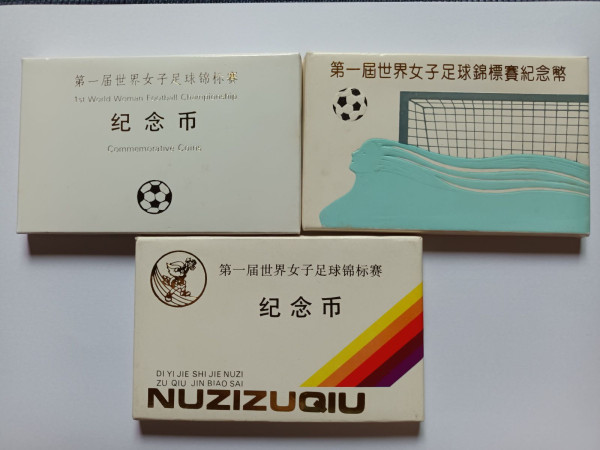 第一届世界女子足球锦标赛
1st World Woman Football Championship
纪念币
Commemorative Coins
第一屆世界女子足球錦標賽紀念幣
第一届世界女子足球锦标赛
纪念币
DI YI JIE SHI JIE NUZI
ZU QIU JIN BIAO SAI
NUZIZUQIU